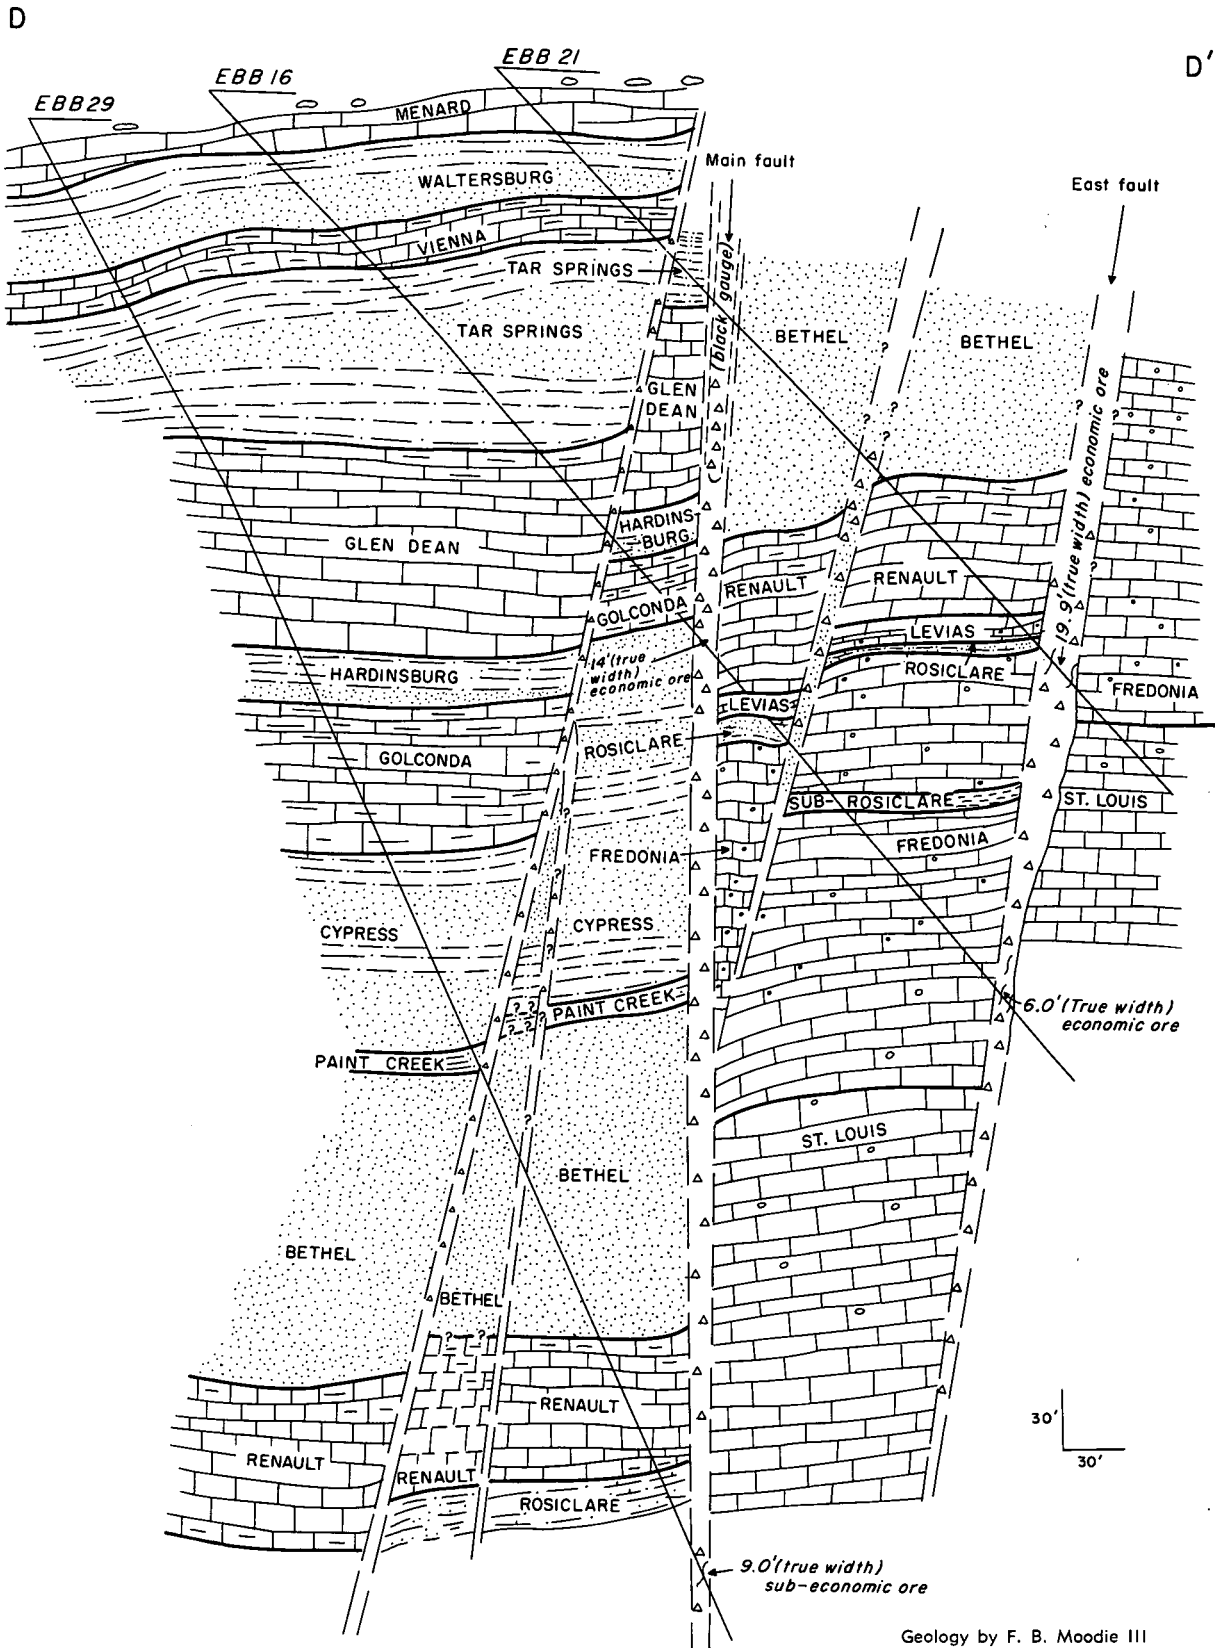 D
D'
EBB 21
EBB 16
EBB 29
MENARD
Main fault
WALTERSBURG
East fault
VIENNA
TAR SPRINGS
(black gauge)
TAR SPRINGS
BETHEL
BETHEL
?
GLEN
DEAN
? ?
? ?
19.9' (true width) economic ore
HARDINS
-BURG
GLEN DEAN
?
RENAULT
RENAULT
GOLCONDA
LEVIAS
14' (true
width)
economic ore
ROSICLARE
HARDINSBURG
FREDONIA
LEVIAS
ROSICLARE
GOLCONDA
SUB-ROSICLARE
ST. LOUIS
?
FREDONIA
FREDONIA
?
CYPRESS
CYPRESS
?
? ?
PAINT CREEK
6.0' (True width)
economic ore
? ? ?
PAINT CREEK
?
ST. LOUIS
BETHEL
BETHEL
BETHEL
? ?
RENAULT
30'
RENAULT
RENAULT
30'
ROSICLARE
9.0' (true width)
sub-economic ore
Geology by F. B. Moodie III